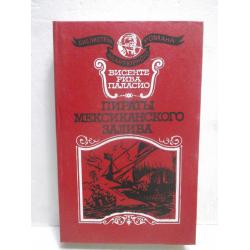 БИБЛИОТЕКА
РОМАНА
ВИСЕНТЕ
РИВА
ПАЛАСИО
ПИРАТЫ
МЕКСИКАНСКОГО
ЗАЛИВА